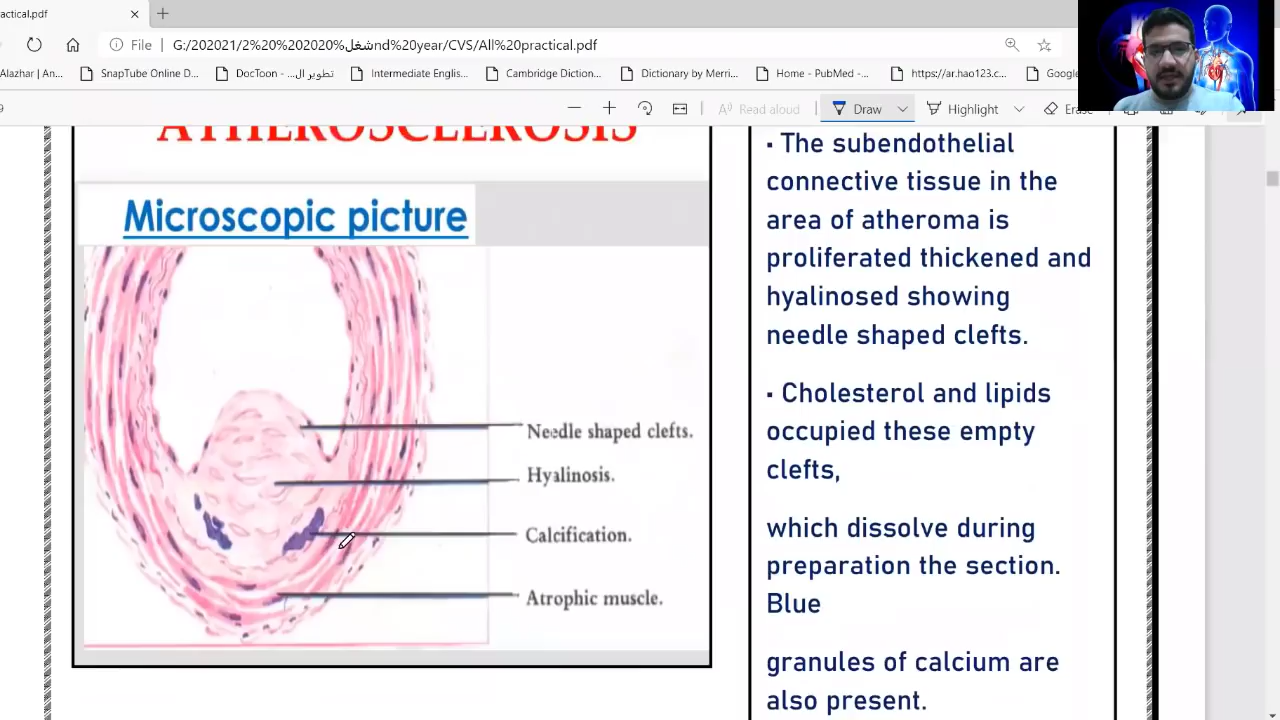 actical.pdf
File
G:/202021/2%20%202020%شغل20nd%20year/CVS/All%20practical.pdf
Alazhar | An...
SnapTube Online D...
DocToon - تطوير ال...
Intermediate Englis...
Cambridge Diction...
Dictionary by Merri...
Home - PubMed -...
https://ar.hao123.c...
Google
9
Read aloud
Draw
Highlight
Erase
ATHEROSCLEROSIS
Microscopic picture
Needle shaped clefts.
Hyalinosis.
Calcification.
Atrophic muscle.
▪ The subendothelial
connective tissue in the
area of atheroma is
proliferated thickened and
hyalinosed showing
needle shaped clefts.
▪ Cholesterol and lipids
occupied these empty
clefts,
which dissolve during
preparation the section.
Blue
granules of calcium are
also present.